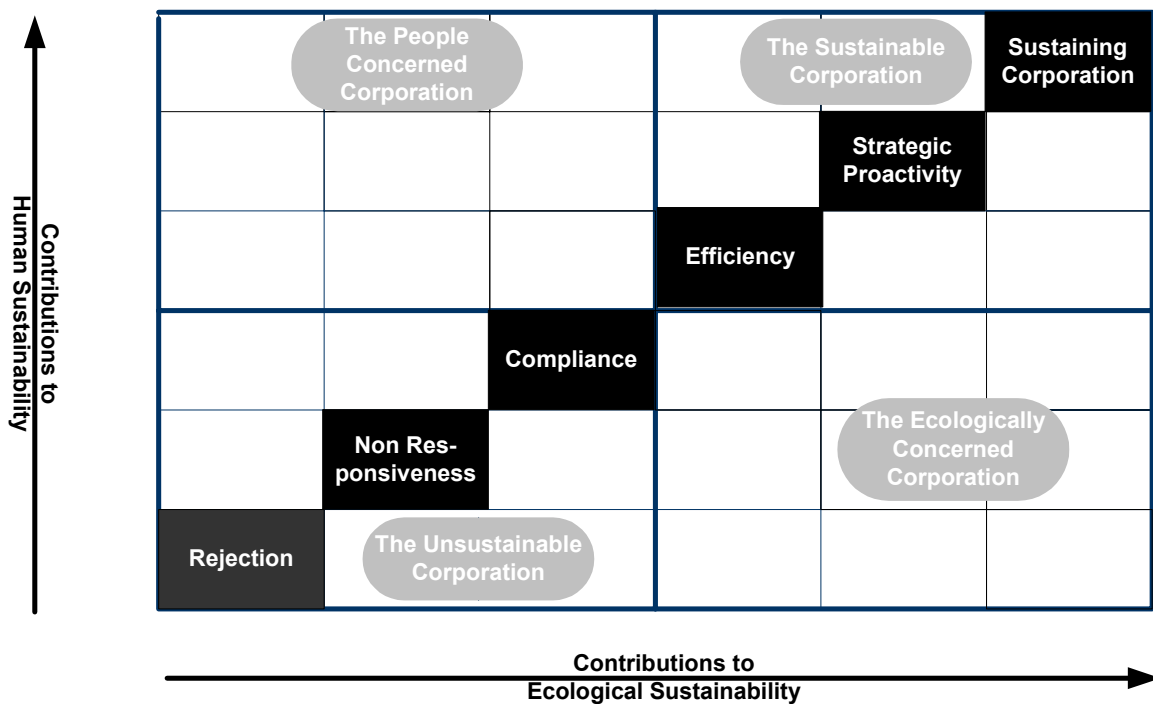 The People
Concerned
Corporation
The Sustainable
Corporation
Sustaining
Corporation
Strategic
Proactivity
Efficiency
Contributions to
Human Sustainability
Compliance
Non Res-
ponsiveness
The Ecologically
Concerned
Corporation
Rejection
The Unsustainable
Corporation
Contributions to
Ecological Sustainability